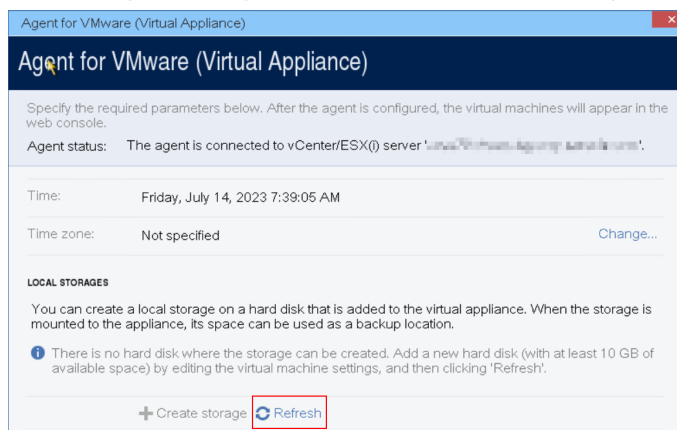 Agent for VMware (Virtual Appliance)
Agent for VMware (Virtual Appliance)
Specify the required parameters below. After the agent is configured, the virtual machines will appear in the
web console.
Agent status: The agent is connected to vCenter/ESX(i) server ' '.
Time: Friday, July 14, 2023 7:39:05 AM
Time zone: Not specified Change...
LOCAL STORAGES
You can create a local storage on a hard disk that is added to the virtual appliance. When the storage is
mounted to the appliance, its space can be used as a backup location.
There is no hard disk where the storage can be created. Add a new hard disk (with at least 10 GB of
available space) by editing the virtual machine settings, and then clicking 'Refresh'.
Create storage Refresh